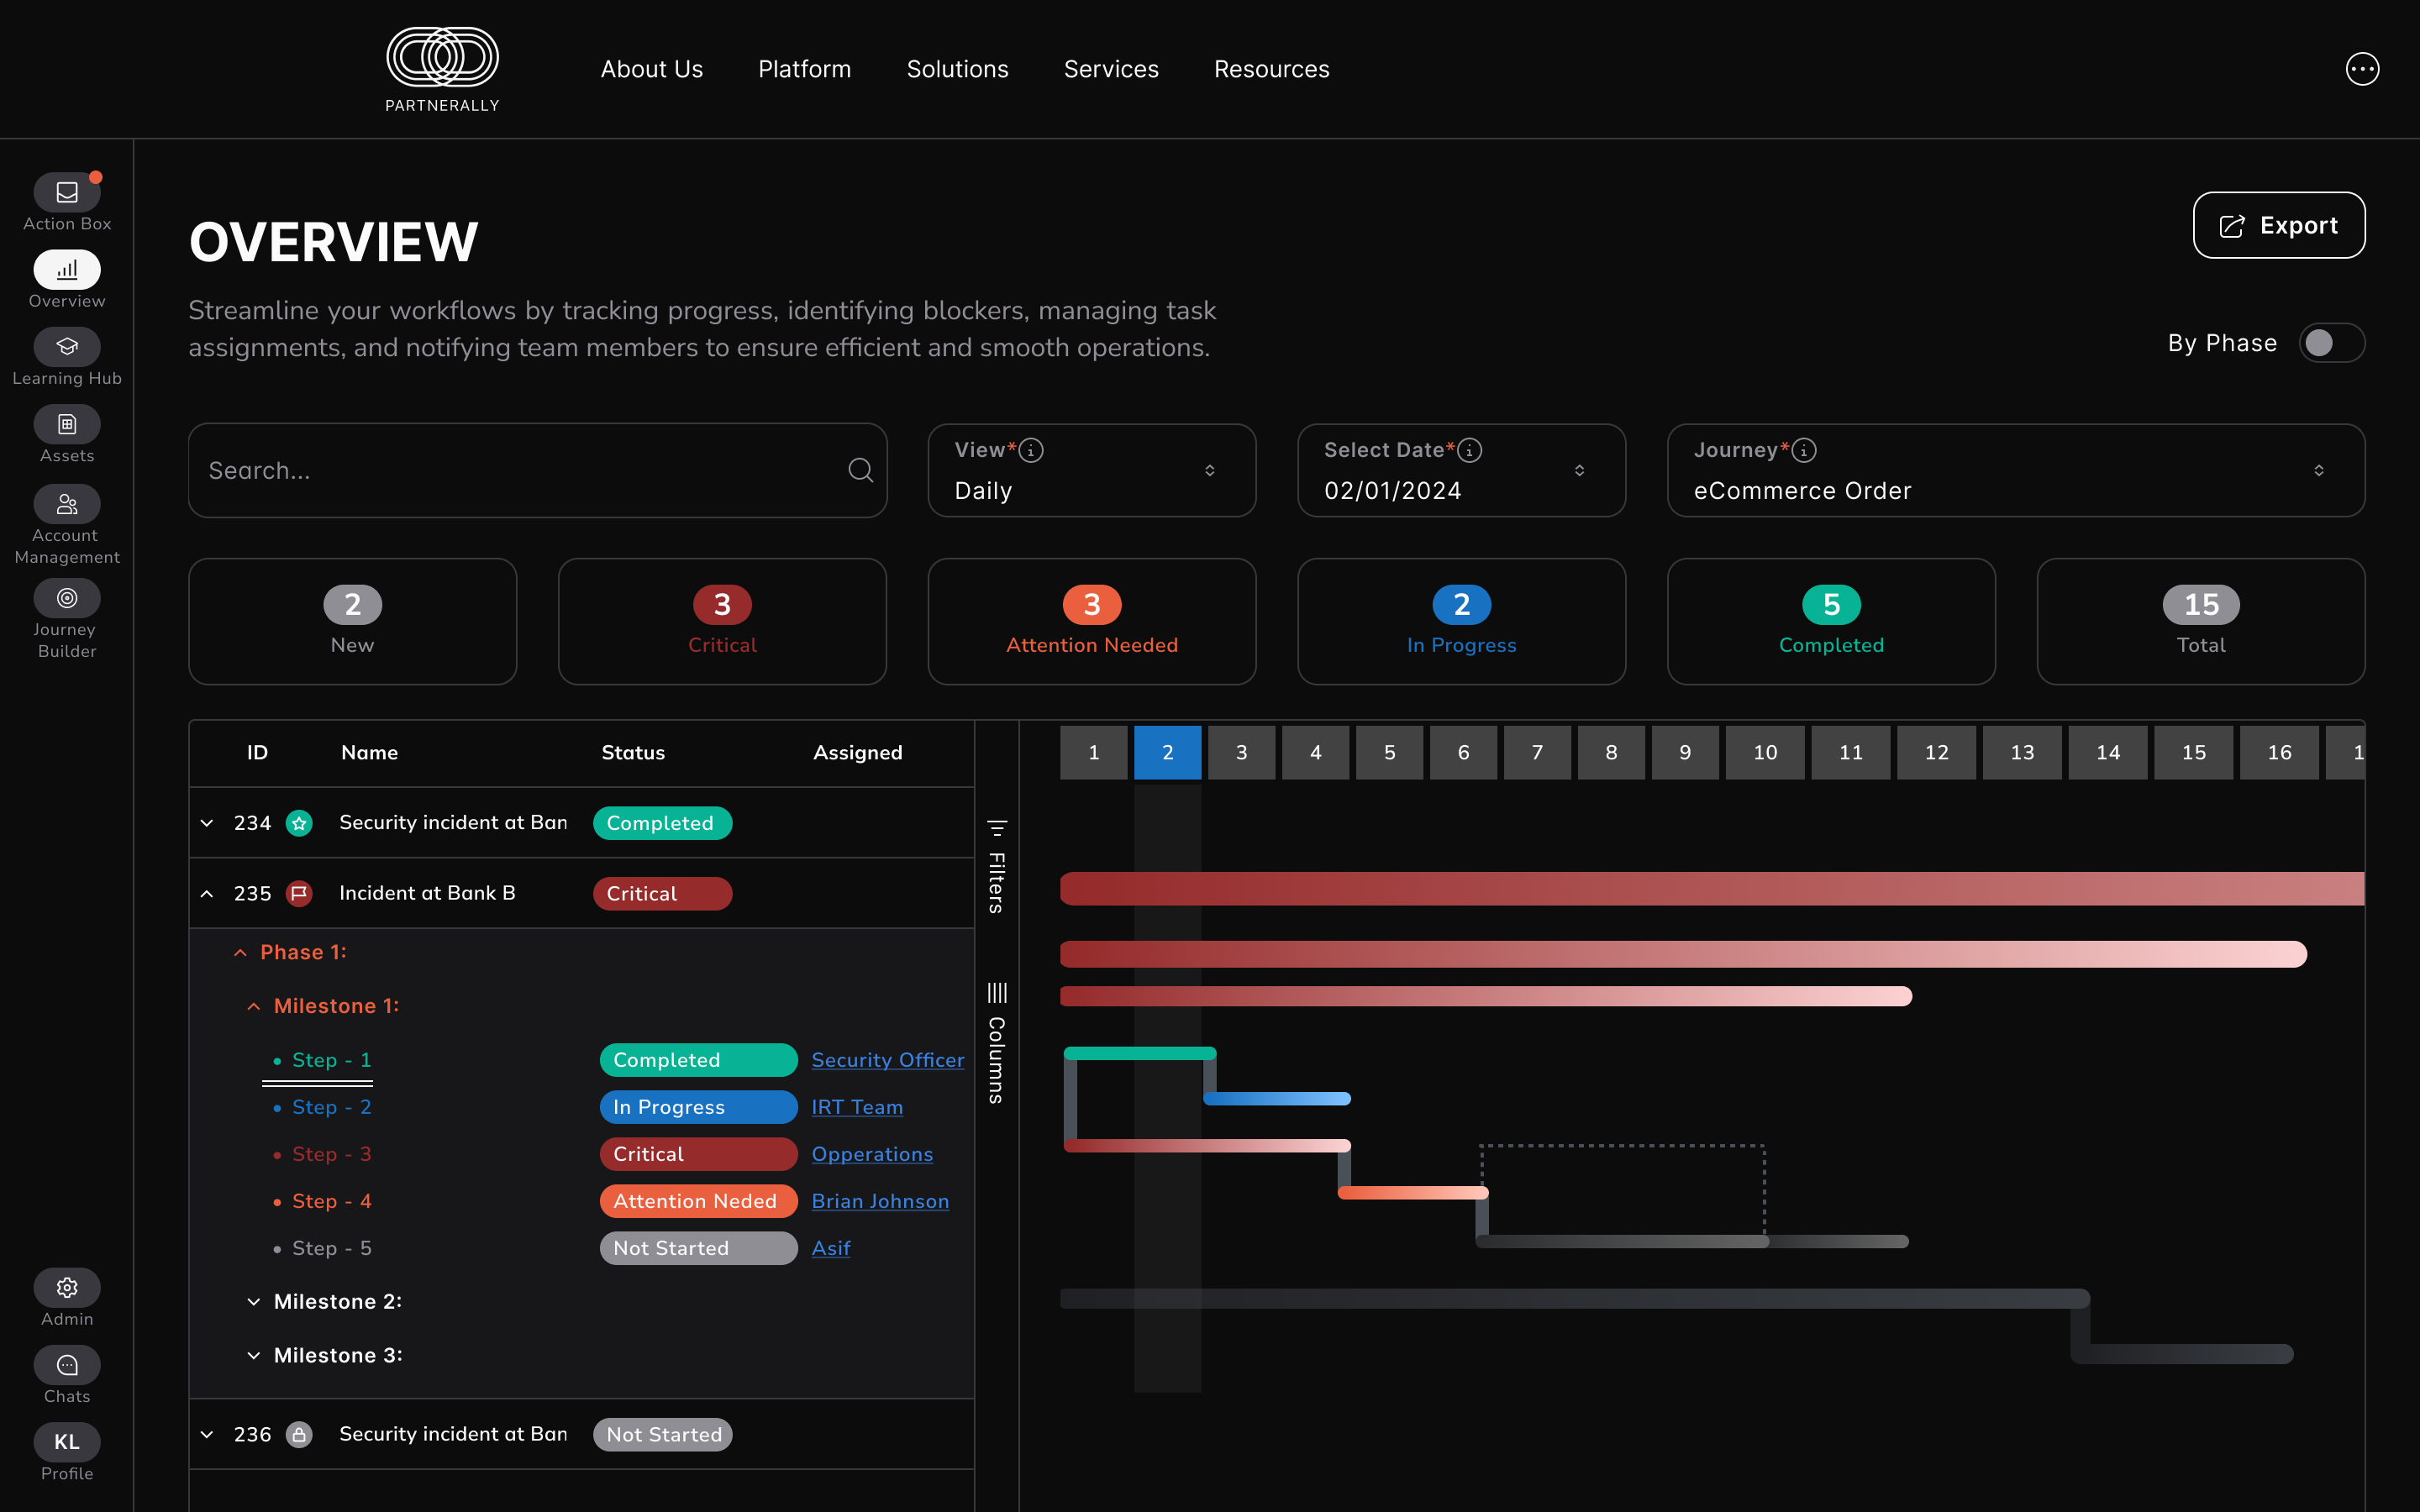 PARTNERALLY
About Us Platform Solutions Services Resources
Action Box
Overview
Learning Hub
Assets
Account
Management
Journey
Builder
Admin
Chats
KL
Profile
OVERVIEW
Export
Streamline your workflows by tracking progress, identifying blockers, managing task
assignments, and notifying team members to ensure efficient and smooth operations.
By Phase
Search...
View*
Daily
Select Date*
02/01/2024
Journey*
eCommerce Order
2
New
3
Critical
3
Attention Needed
2
In Progress
5
Completed
15
Total
ID Name Status Assigned
234 Security incident at Ban Completed
235 Incident at Bank B Critical
Phase 1:
Milestone 1:
Step - 1 Completed Security Officer
Step - 2 In Progress IRT Team
Step - 3 Critical Opperations
Step - 4 Attention Neded Brian Johnson
Step - 5 Not Started Asif
Milestone 2:
Milestone 3:
236 Security incident at Ban Not Started
Filters
Columns
1 2 3 4 5 6 7 8 9 10 11 12 13 14 15 16 1